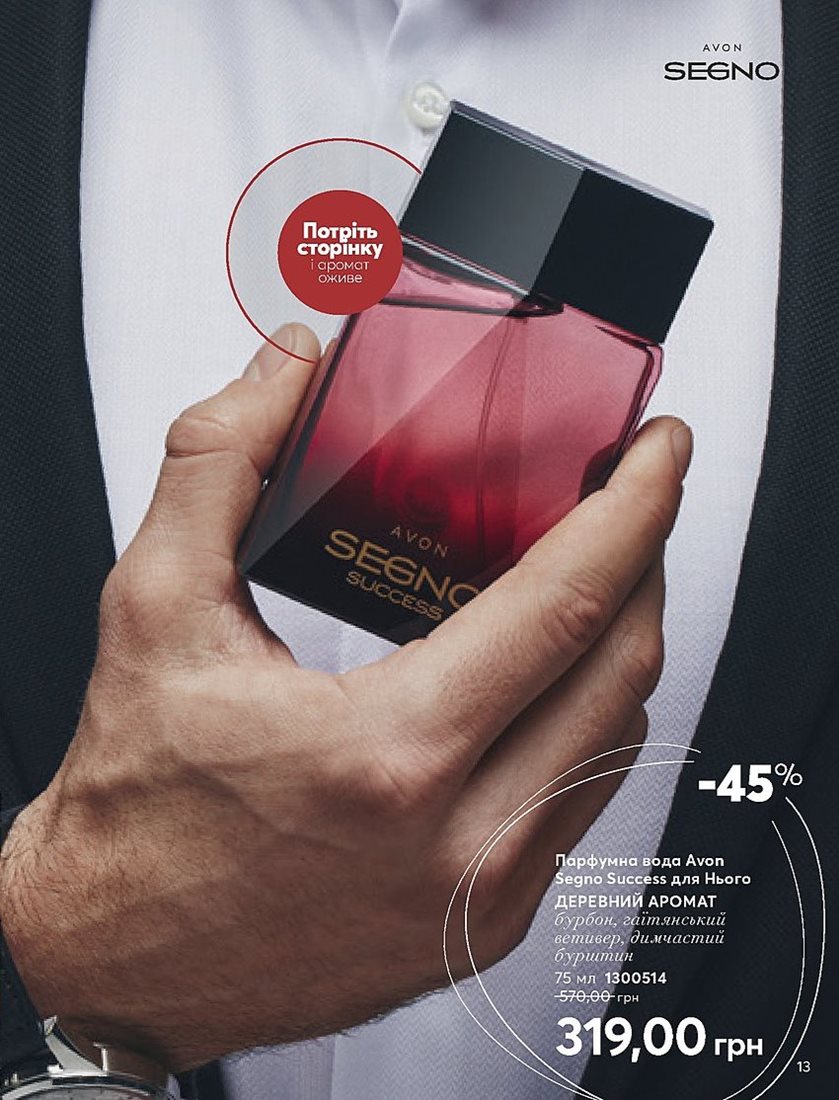 AVON
SEGNO
Потріть
сторінку
і аромат
оживе
AVON
SEGNO
SUCCESS
-45%
Парфумна вода Avon
Segno Success для Нього
ДЕРЕВНИЙ АРОМАТ
бурбон, гаїтянський
ветивер, димчастий
бурштин
75 мл 1300514
570,00 грн
319,00 грн
13